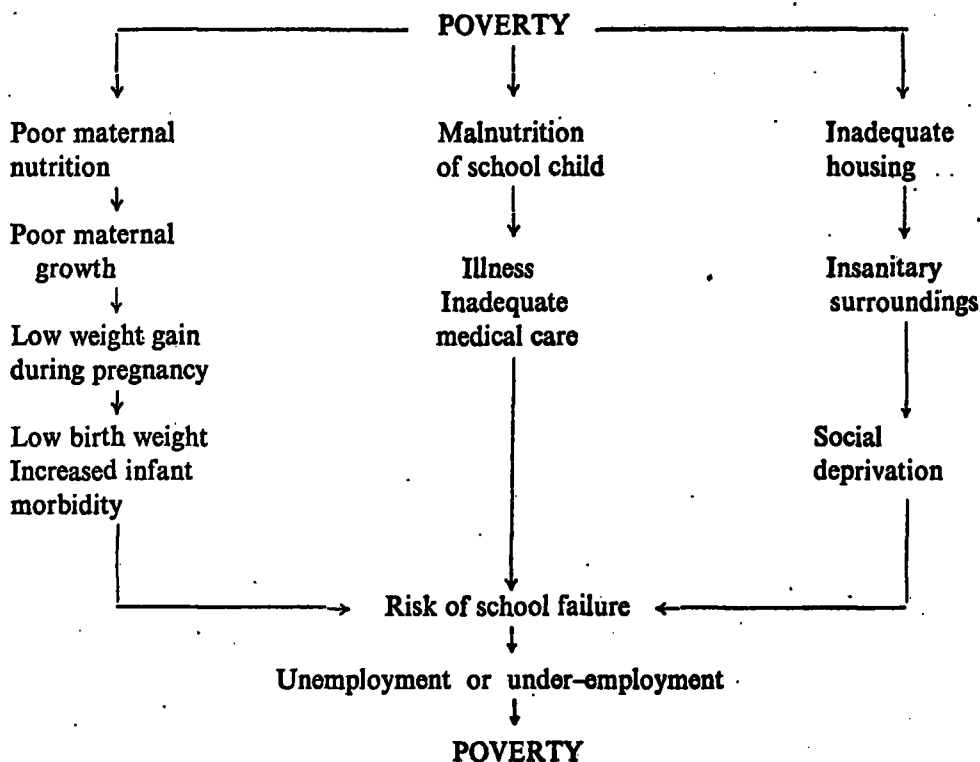 POVERTY
Poor maternal
nutrition
Poor maternal
growth
Low weight gain
during pregnancy
Low birth weight
Increased infant
morbidity
Malnutrition
of school child
Illness
Inadequate
medical care
Inadequate
housing
Insanitary
surroundings
Social
deprivation
Risk of school failure
Unemployment or under-employment
POVERTY